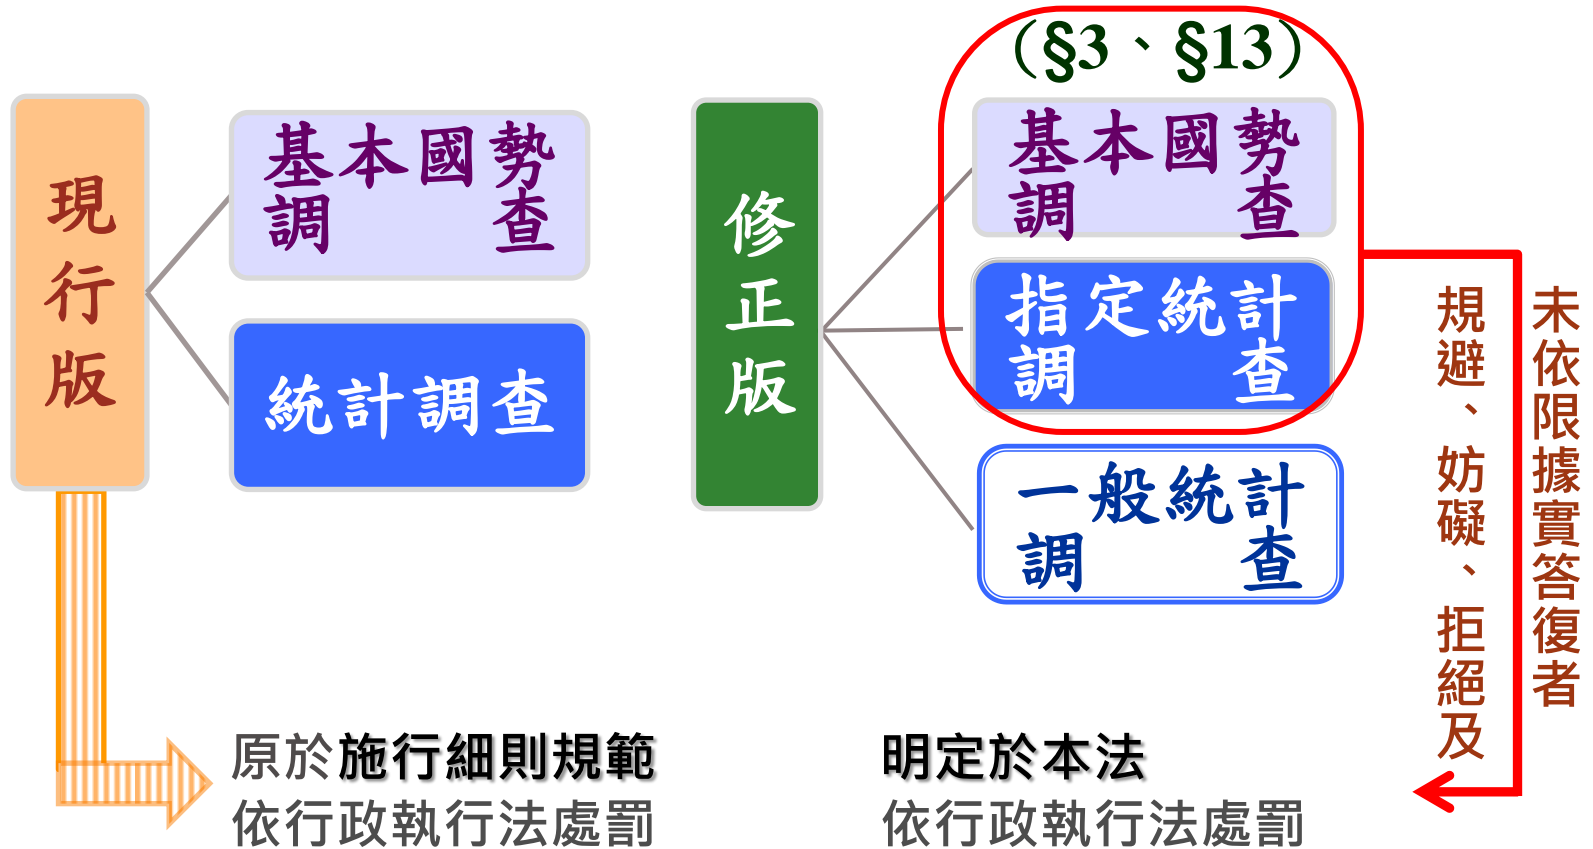 現行版
基本國勢
調查
統計調查
原於施行細則規範
依行政執行法處罰
修正版
（§3、§13）
基本國勢
調查
指定統計
調查
一般統計
調查
規避、妨礙、拒絕及
未依限據實答復者
明定於本法
依行政執行法處罰